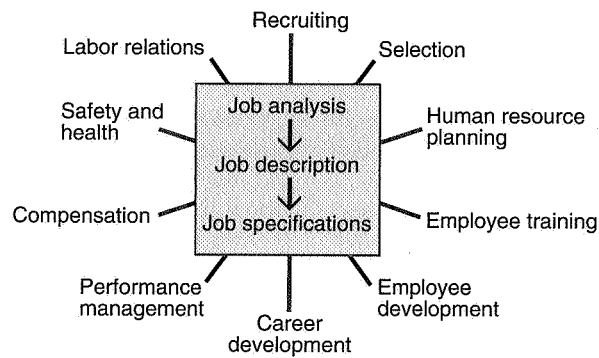 Recruiting
Labor relations
Selection
Safety and
health
Job analysis
Human resource
planning
Job description
Compensation
Job specifications
Employee training
Performance
management
Employee
development
Career
development